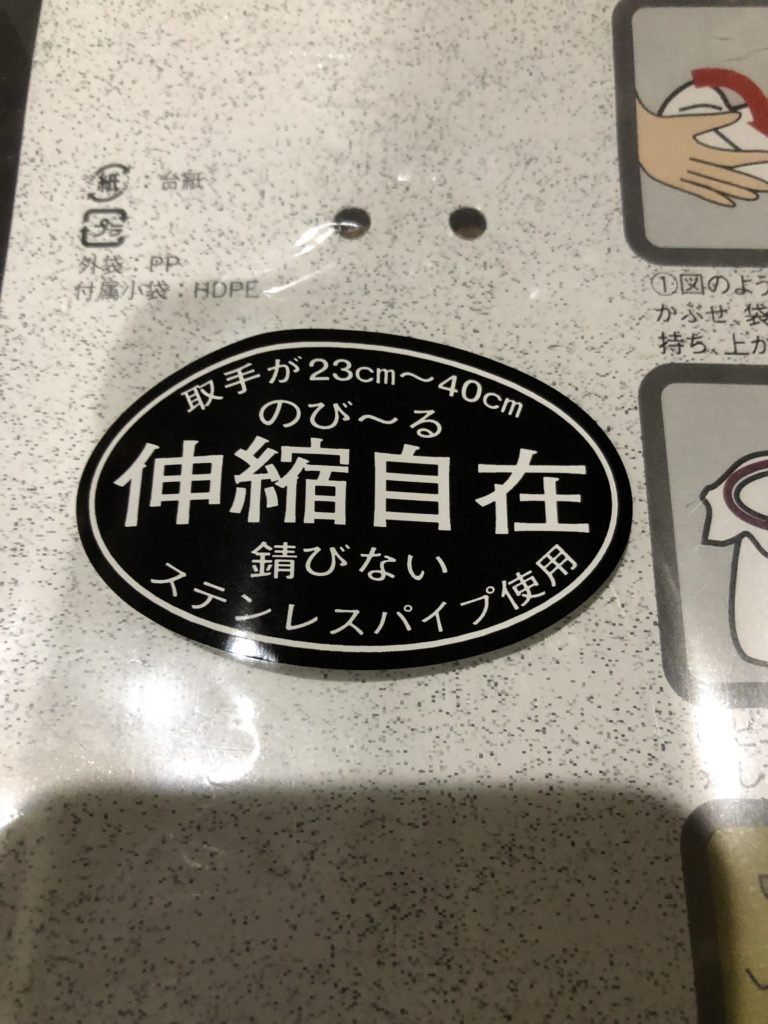 紙：台紙
プラ
外袋：PP
付属小袋：HDPE
取手が23cm～40cm
のび～る
伸縮自在
錆びない
ステンレスパイプ使用
①図のよう
かぶせ、袋
持ち、上か